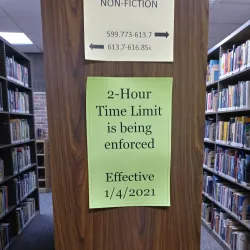 NON-FICTION
599.773-613.7
613.7-616.85
2-Hour
Time Limit
is being
enforced
Effective
1/4/2021